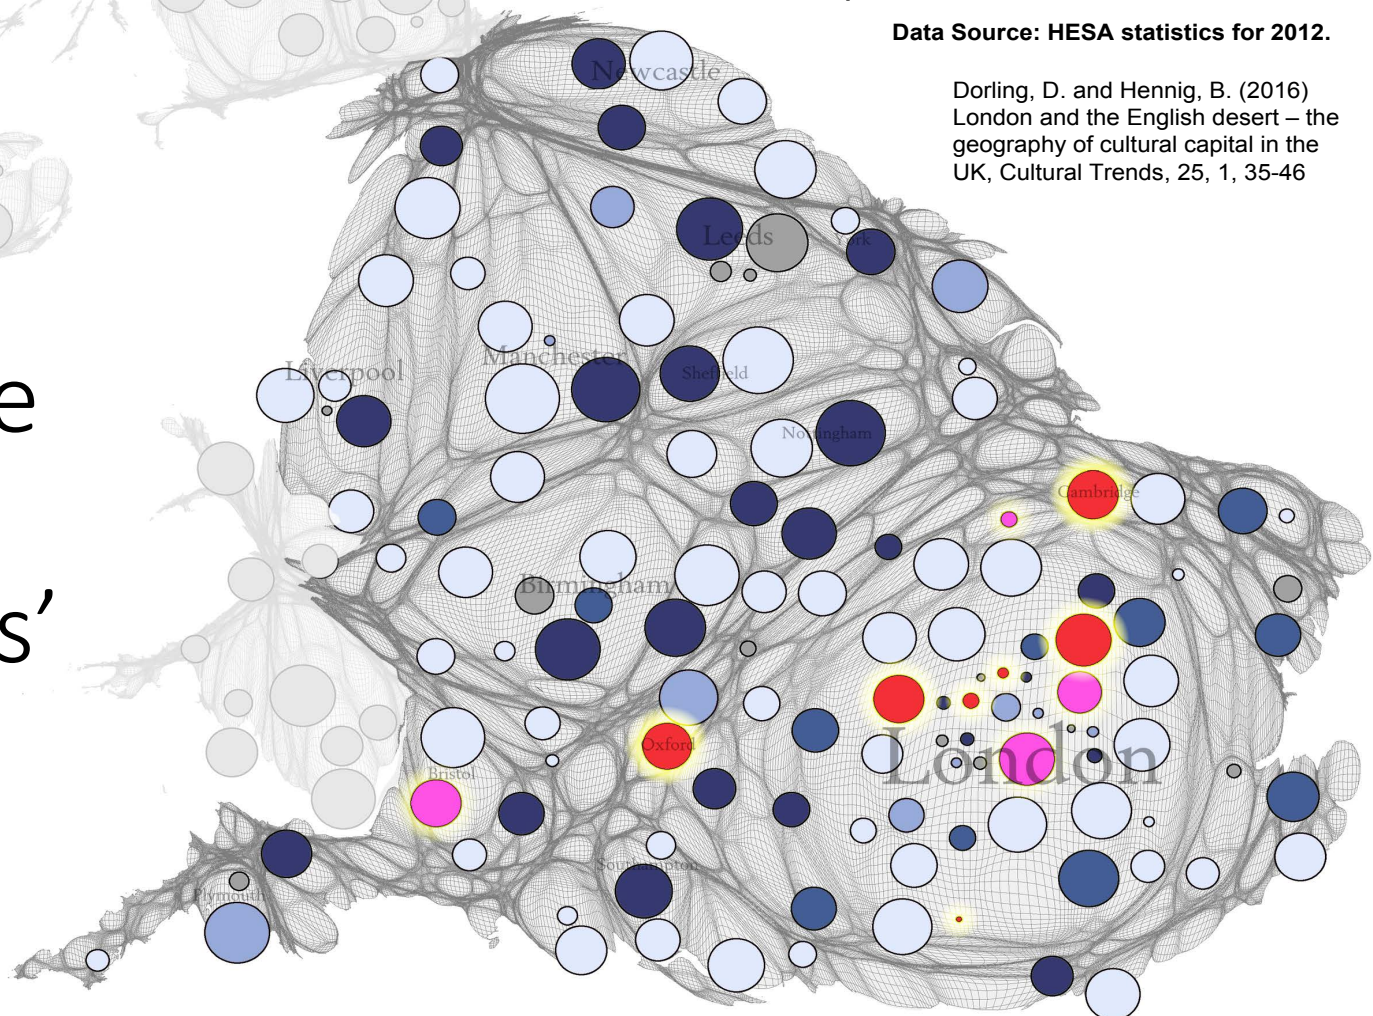 Data Source: HESA statistics for 2012.
Dorling, D. and Hennig, B. (2016)
London and the English desert – the
geography of cultural capital in the
UK, Cultural Trends, 25, 1, 35-46
Newcastle
Leeds
York
e
Manchester
Liverpool
Sheffield
Nottingham
Cambridge
Birmingham
s’
Oxford
London
Bristol
Southampton
Plymouth